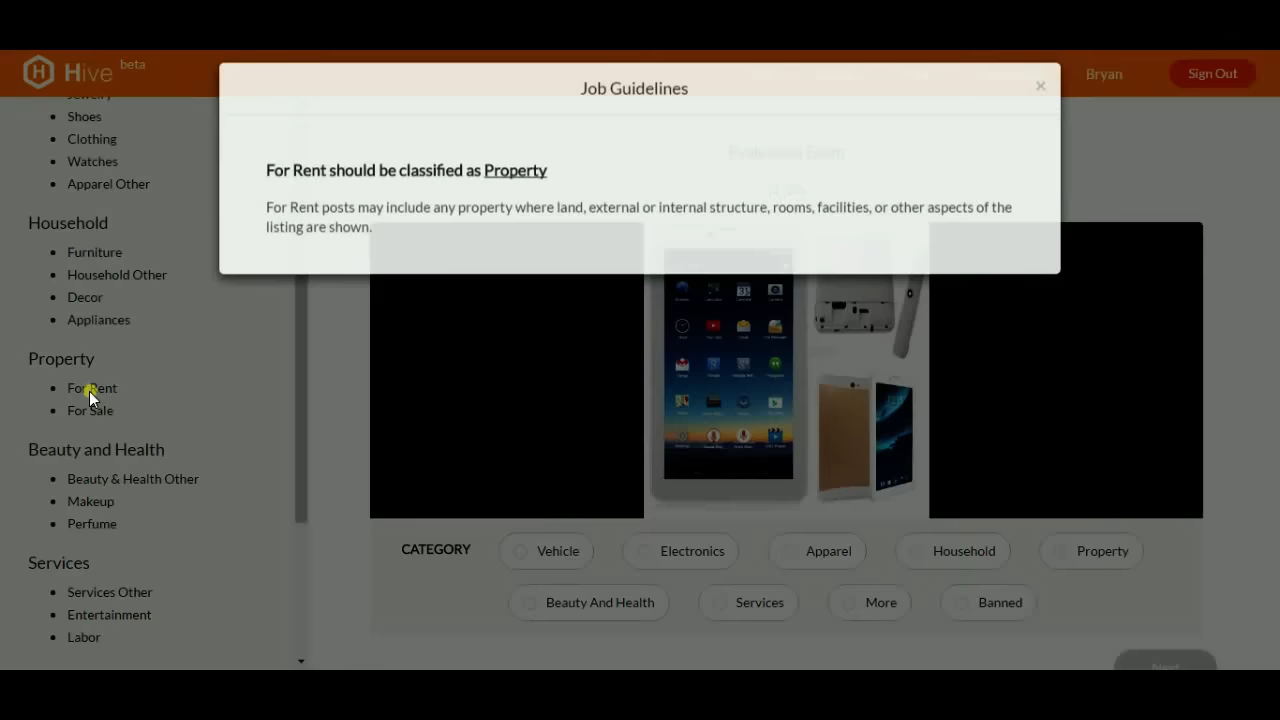 Hive beta
Bryan
Sign Out
Job Guidelines
×
For Rent should be classified as Property
For Rent posts may include any property where land, external or internal structure, rooms, facilities, or other aspects of the
listing are shown.
Evaluation Exam
Jewelry
Shoes
Clothing
Watches
Apparel Other
Household
Furniture
Household Other
Decor
Appliances
Property
For Rent
For Sale
Beauty and Health
Beauty & Health Other
Makeup
Perfume
Services
Services Other
Entertainment
Labor
CATEGORY
Vehicle
Electronics
Apparel
Household
Property
Beauty And Health
Services
More
Banned
Next